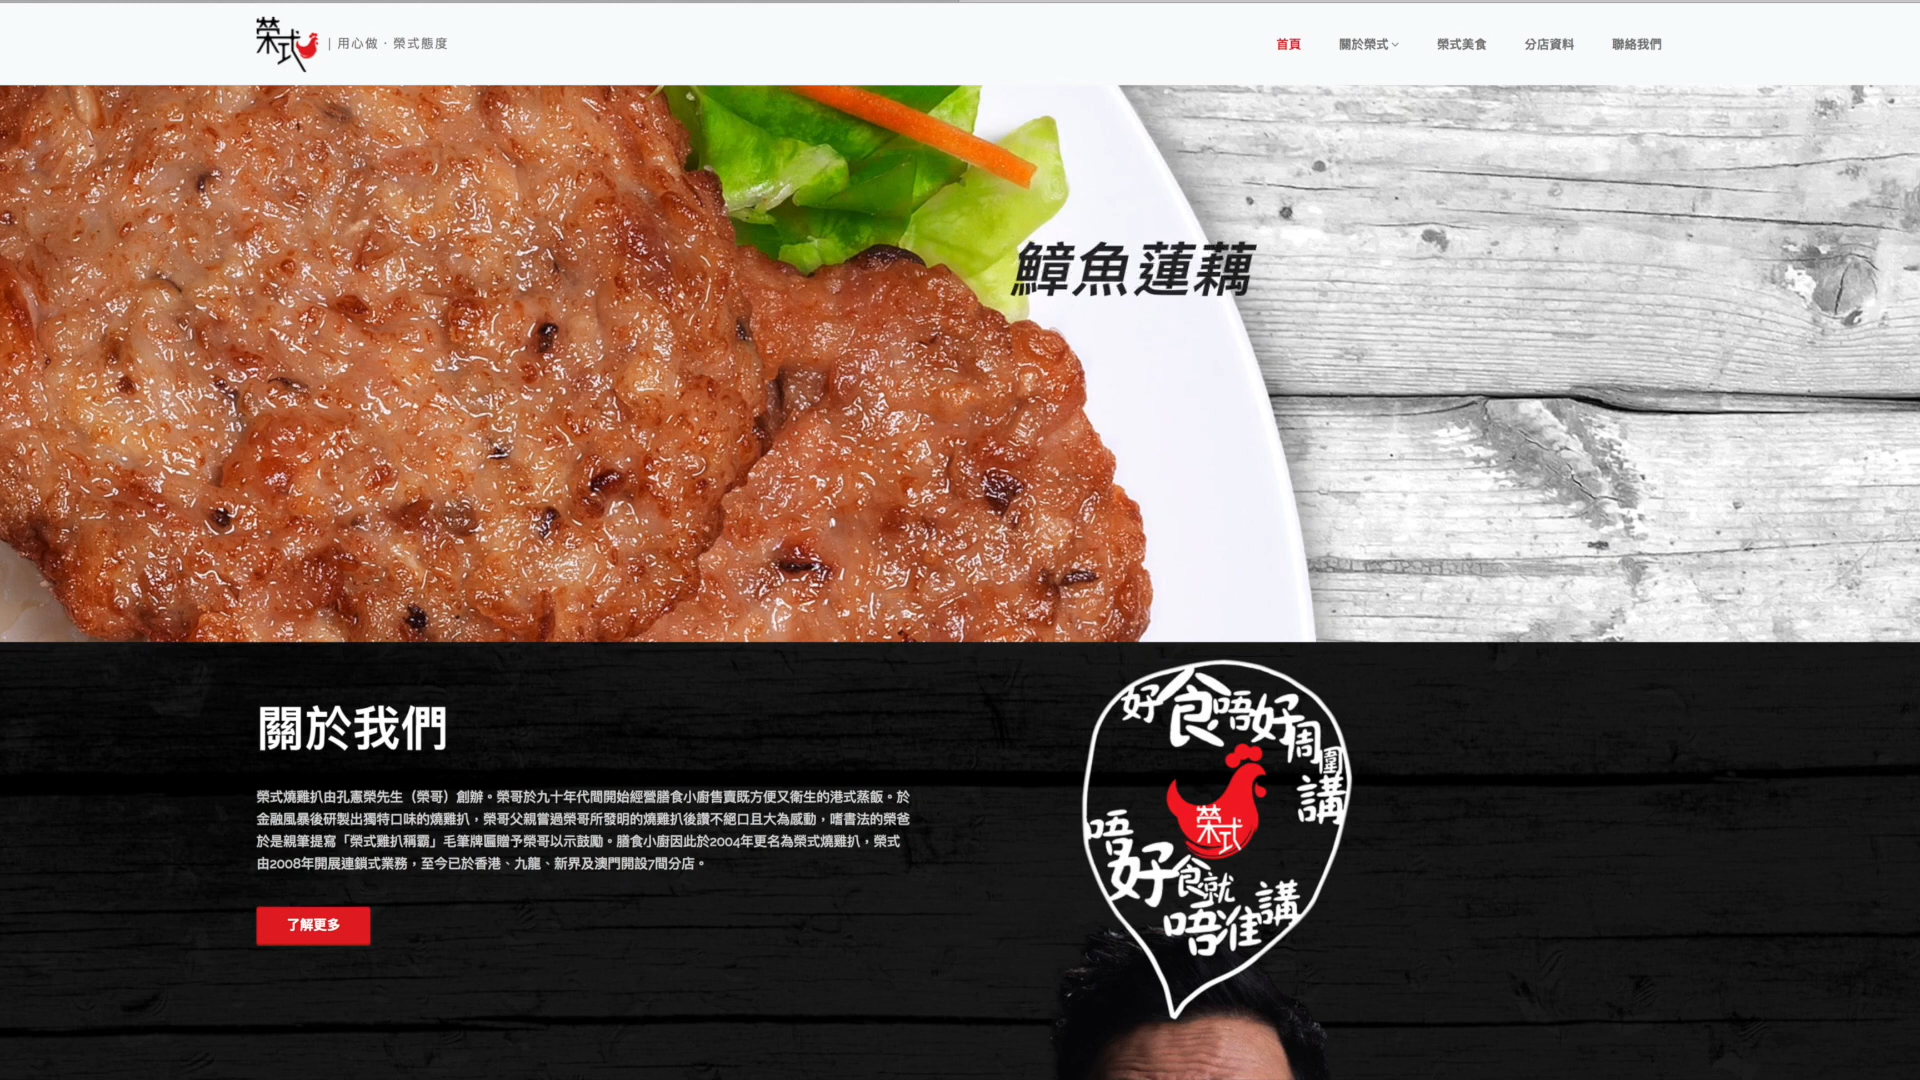 榮式 | 用心做 · 榮式態度
首頁 關於榮式 榮式美食 分店資料 聯絡我們
鱆魚蓮藕
關於我們
榮式燒雞扒由孔憲榮先生（榮哥）創辦。榮哥於九十年代間開始經營膳食小廚售賣既方便又衛生的港式蒸飯。於
金融風暴後研製出獨特口味的燒雞扒，榮哥父親嘗過榮哥所發明的燒雞扒後讚不絕口且大為感動，嗜書法的榮爸
於是親筆提寫「榮式雞扒稱霸」毛筆牌匾贈予榮哥以示鼓勵。膳食小廚因此於2004年更名為榮式燒雞扒，榮式
由2008年開展連鎖式業務，至今已於香港、九龍、新界及澳門開設7間分店。
了解更多
好食唔好周圍講
榮式
唔好食就唔准講